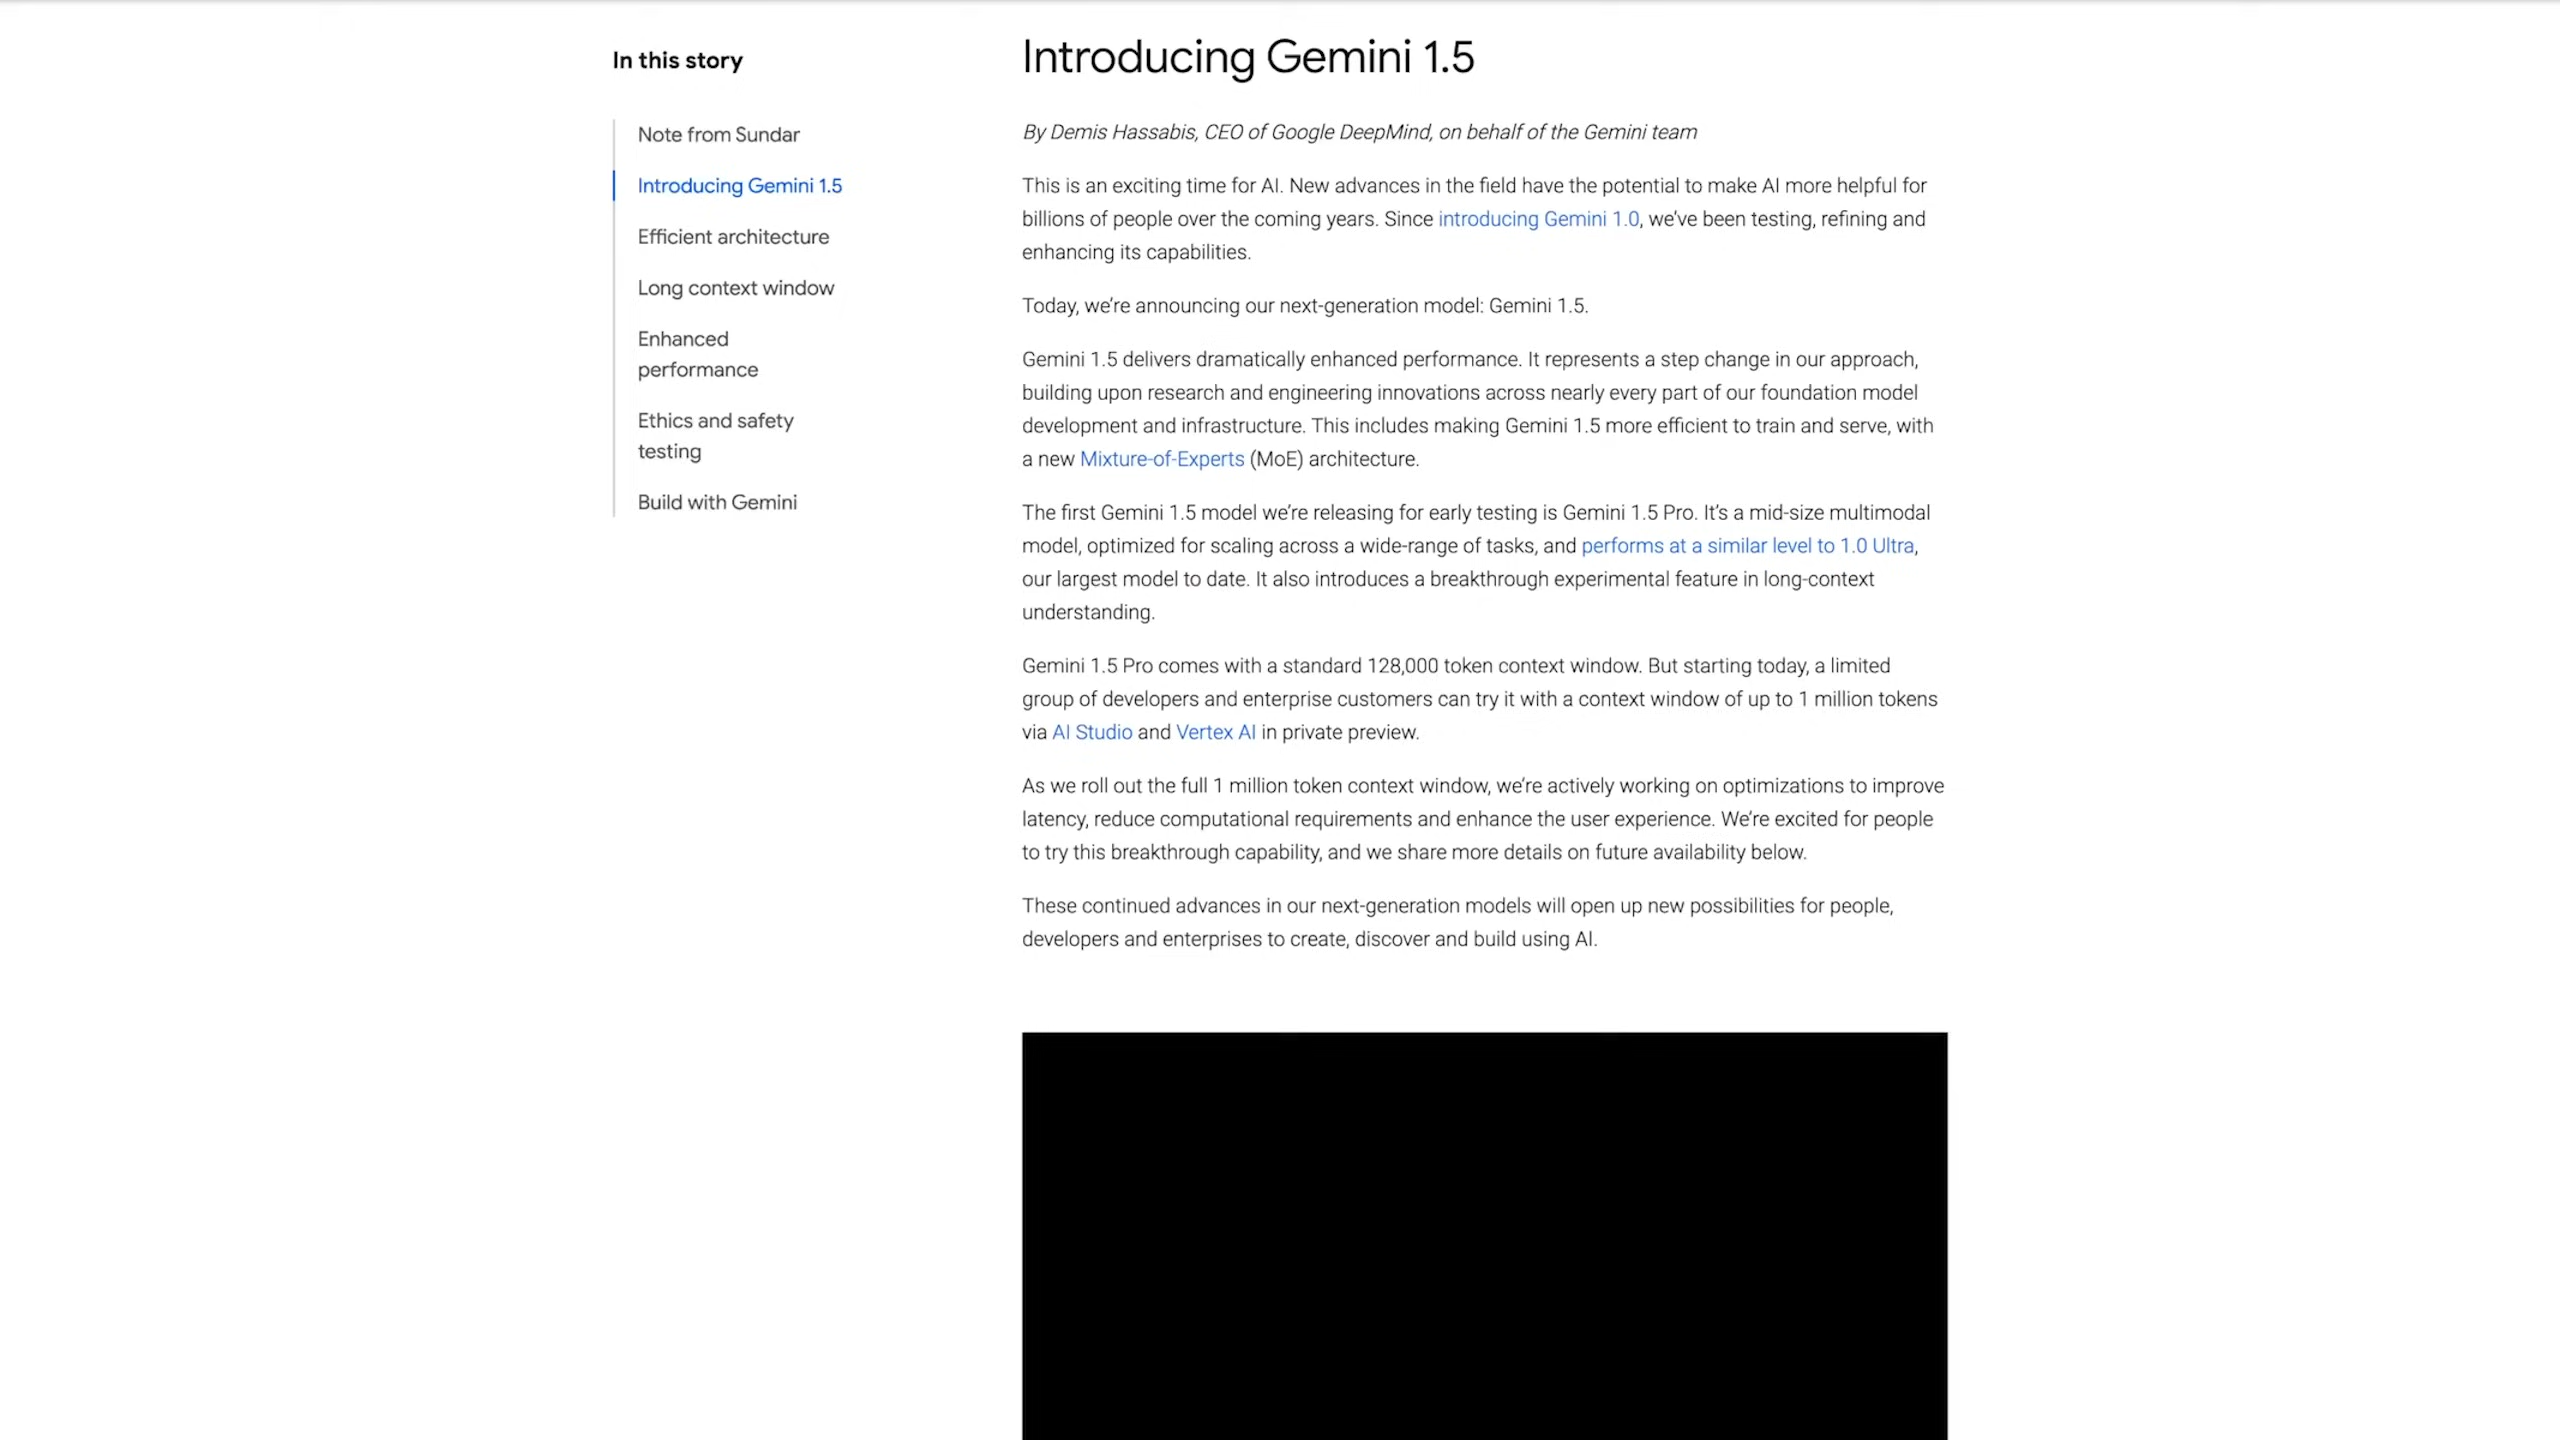 In this story
Note from Sundar
Introducing Gemini 1.5
Efficient architecture
Long context window
Enhanced
performance
Ethics and safety
testing
Build with Gemini
Introducing Gemini 1.5
By Demis Hassabis, CEO of Google DeepMind, on behalf of the Gemini team
This is an exciting time for AI. New advances in the field have the potential to make AI more helpful for
billions of people over the coming years. Since introducing Gemini 1.0, we’ve been testing, refining and
enhancing its capabilities.
Today, we’re announcing our next-generation model: Gemini 1.5.
Gemini 1.5 delivers dramatically enhanced performance. It represents a step change in our approach,
building upon research and engineering innovations across nearly every part of our foundation model
development and infrastructure. This includes making Gemini 1.5 more efficient to train and serve, with
a new Mixture-of-Experts (MoE) architecture.
The first Gemini 1.5 model we’re releasing for early testing is Gemini 1.5 Pro. It’s a mid-size multimodal
model, optimized for scaling across a wide-range of tasks, and performs at a similar level to 1.0 Ultra,
our largest model to date. It also introduces a breakthrough experimental feature in long-context
understanding.
Gemini 1.5 Pro comes with a standard 128,000 token context window. But starting today, a limited
group of developers and enterprise customers can try it with a context window of up to 1 million tokens
via AI Studio and Vertex AI in private preview.
As we roll out the full 1 million token context window, we’re actively working on optimizations to improve
latency, reduce computational requirements and enhance the user experience. We’re excited for people
to try this breakthrough capability, and we share more details on future availability below.
These continued advances in our next-generation models will open up new possibilities for people,
developers and enterprises to create, discover and build using AI.